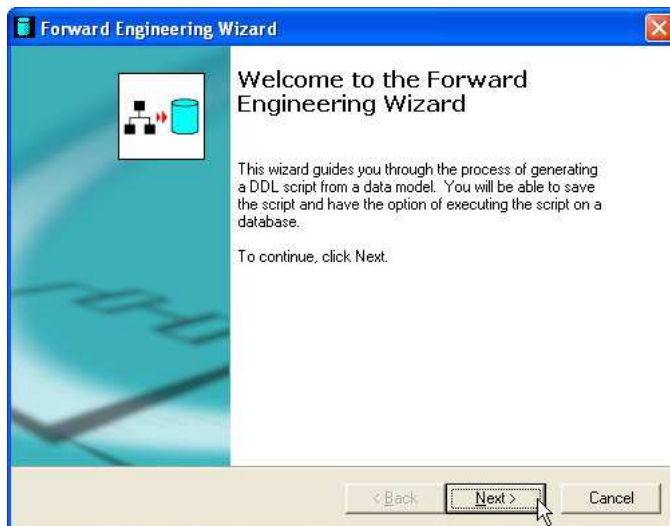 Forward Engineering Wizard
Welcome to the Forward
Engineering Wizard
This wizard guides you through the process of generating
a DDL script from a data model. You will be able to save
the script and have the option of executing the script on a
database.
To continue, click Next.
< Back
Next >
Cancel